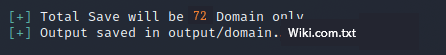 [+] Total Save will be 72 Domain only
[+] Output saved in output/domain. Wiki.com.txt